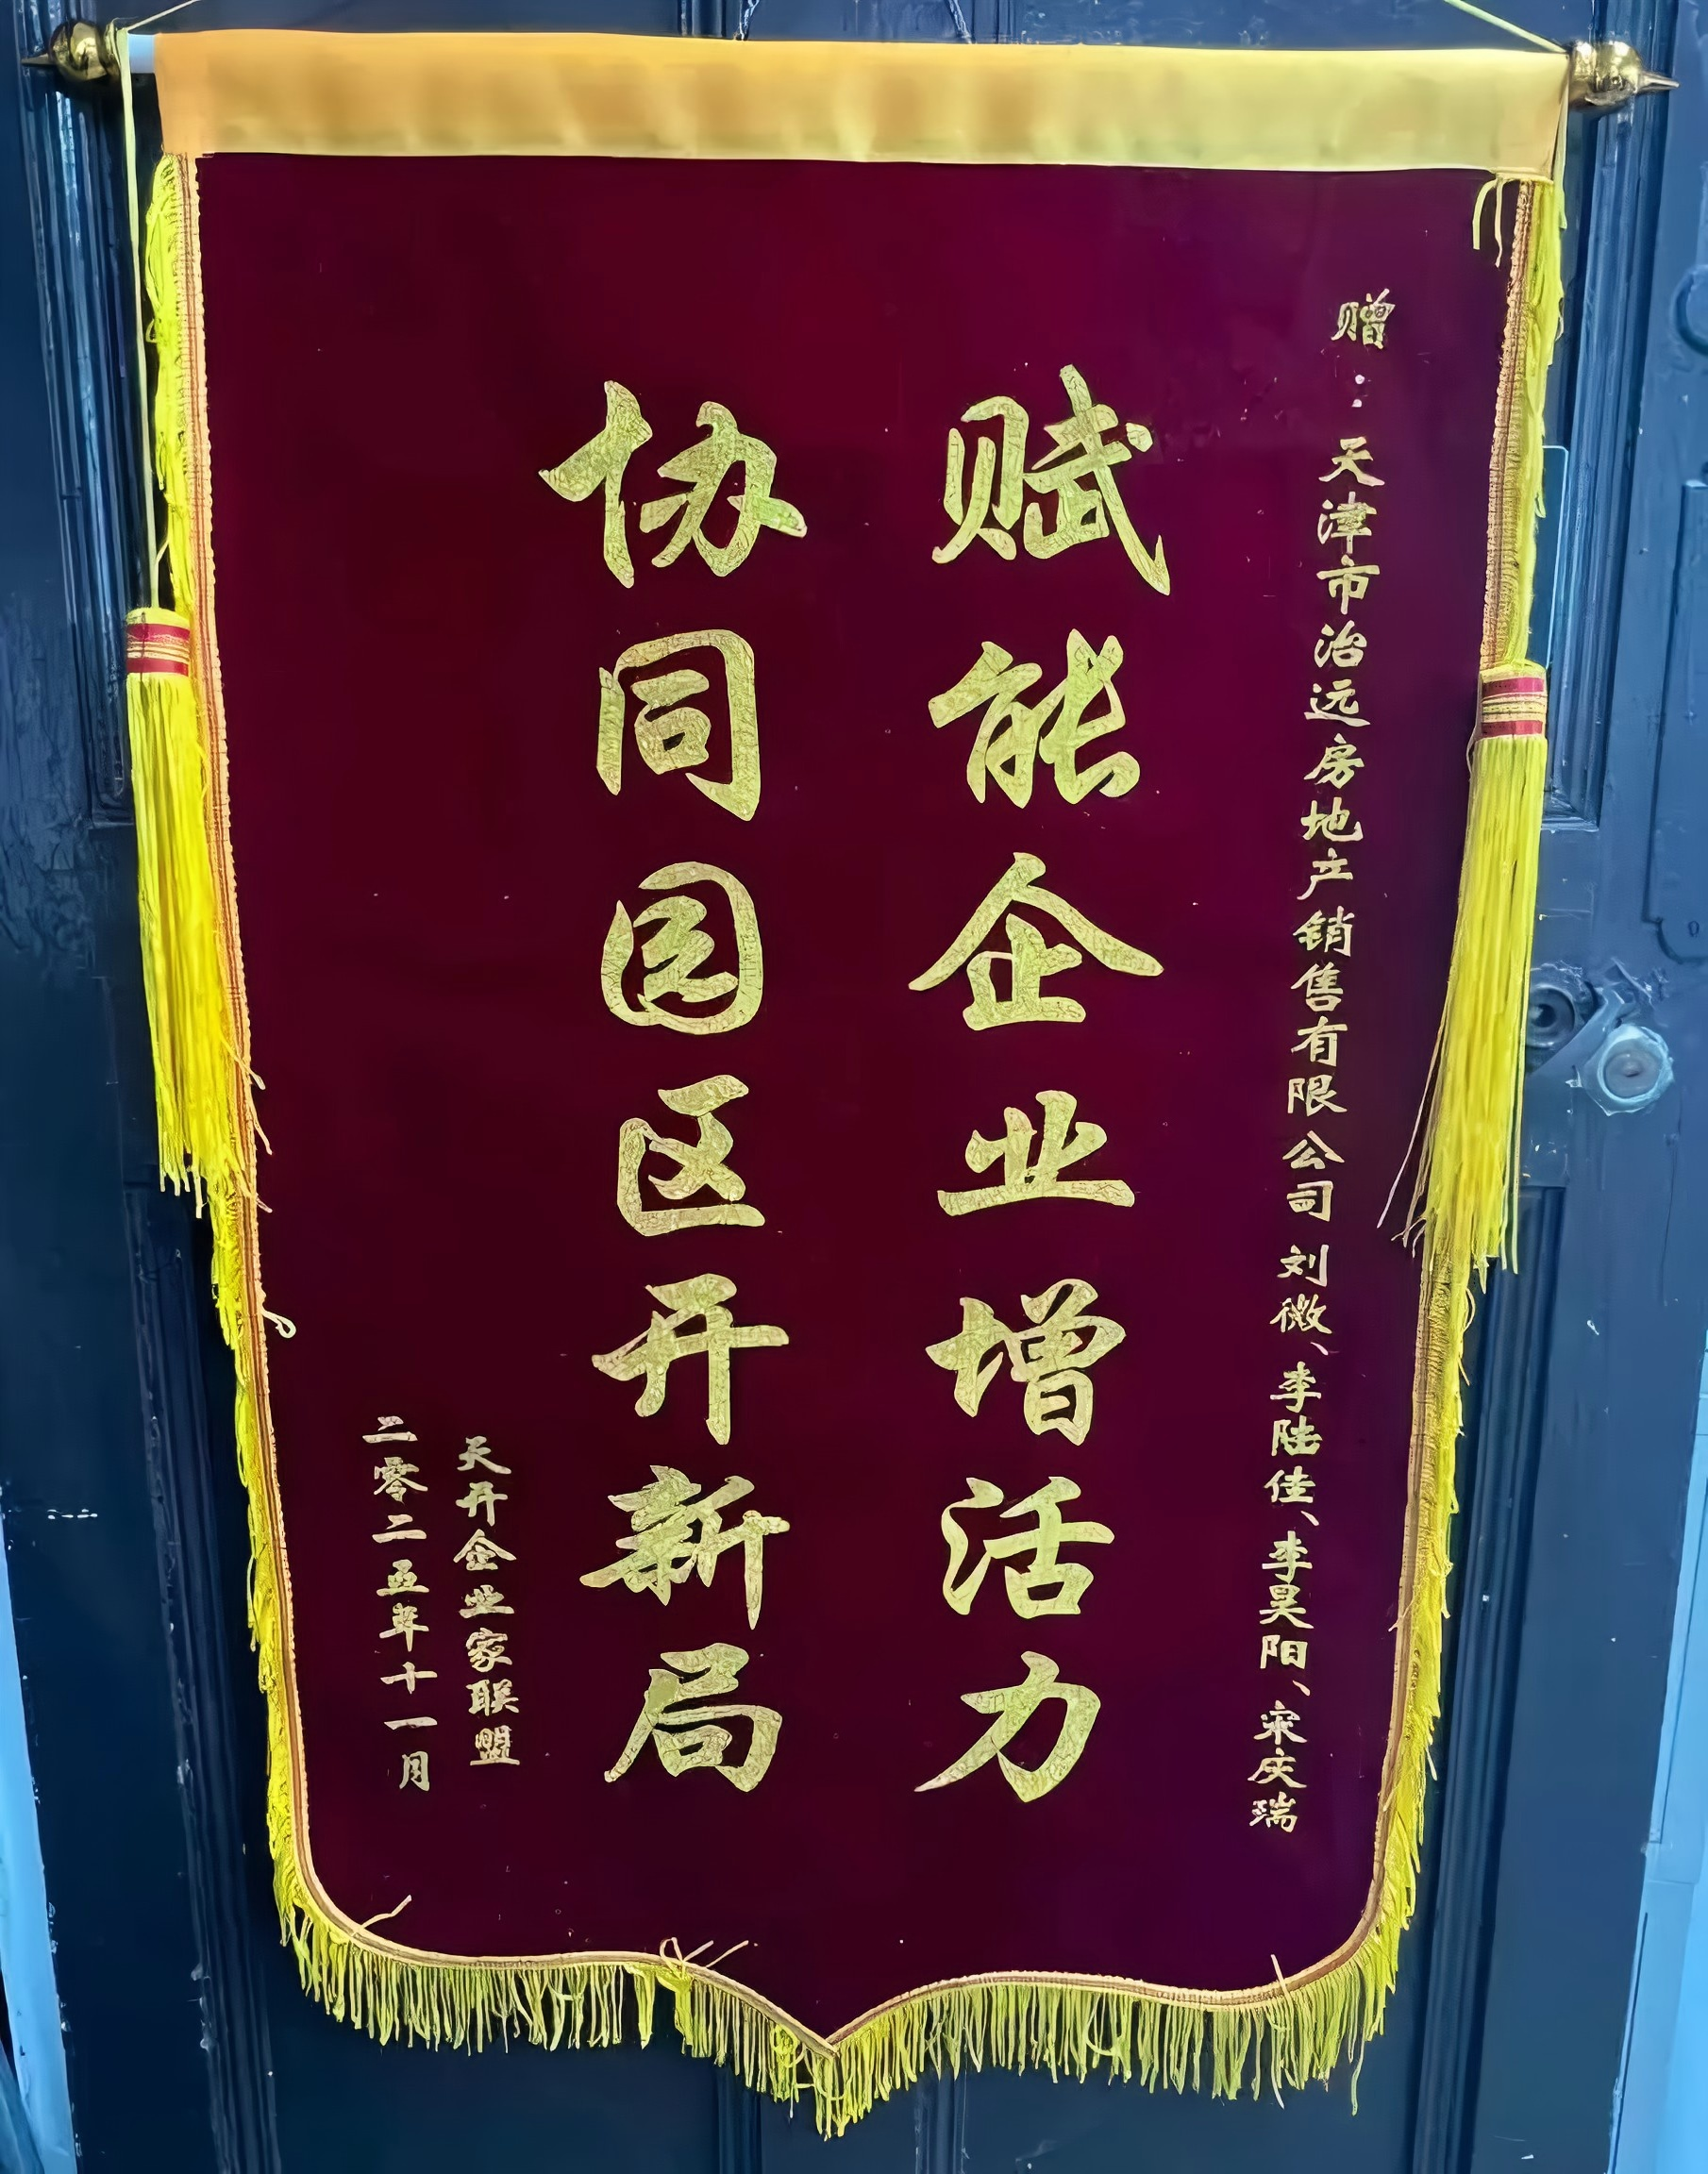 赠：天津市治远房地产销售有限公司 刘微、李陆佳、李昊阳、宋庆瑞
赋能企业增活力
协同园区开新局
天开企业家联盟
二零二五年十一月